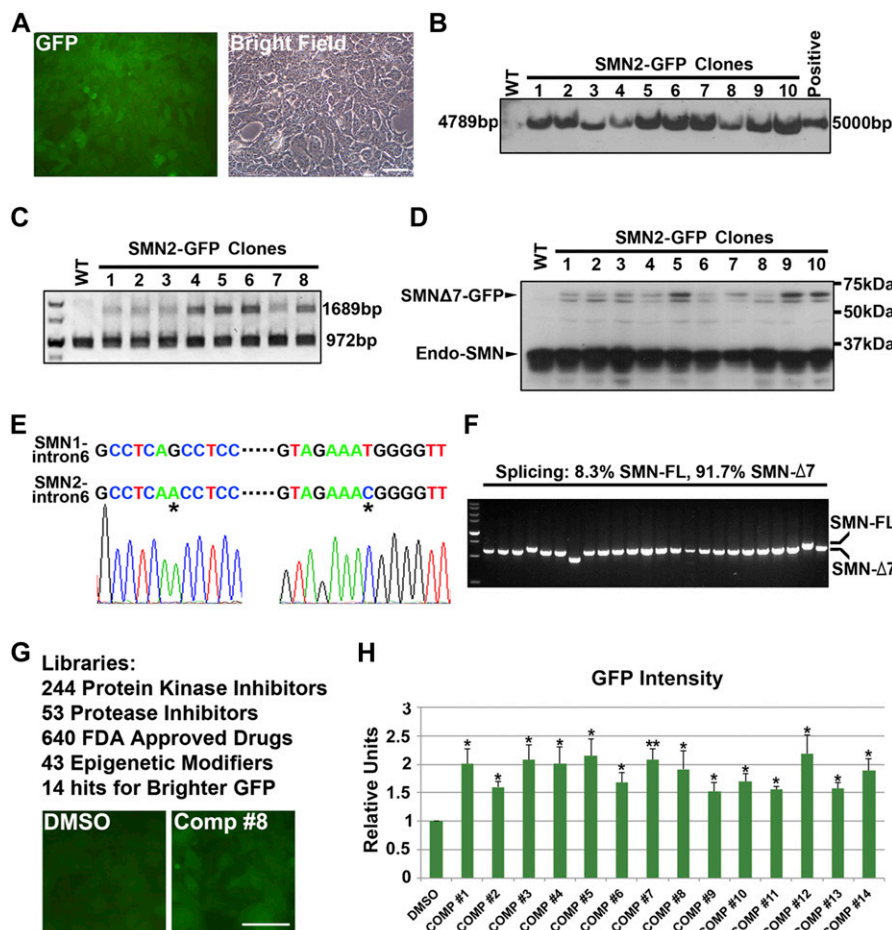 A
GFP
Bright Field
B
WT
SMN2-GFP Clones
Positive
1 2 3 4 5 6 7 8 9 10
4789bp
5000bp
C
WT
SMN2-GFP Clones
1 2 3 4 5 6 7 8
1689bp
972bp
D
WT
SMN2-GFP Clones
1 2 3 4 5 6 7 8 9 10
SMNΔ7-GFP
75kDa
50kDa
Endo-SMN
37kDa
E
SMN1-
intron6
GCCTCAGCCTCC·····GTAGAAATGGGGTT
SMN2-
intron6
GCCTCAACCTCC·····GTAGAAACGGGGTT
* *
F
Splicing: 8.3% SMN-FL, 91.7% SMN-Δ7
SMN-FL
SMN-Δ7
G
Libraries:
244 Protein Kinase Inhibitors
53 Protease Inhibitors
640 FDA Approved Drugs
43 Epigenetic Modifiers
14 hits for Brighter GFP
DMSO
Comp #8
H
GFP Intensity
Relative Units
3
2.5
2
1.5
1
0.5
0
* * * * * * ** * * * * * * *
DMSO
COMP #1
COMP #2
COMP #3
COMP #4
COMP #5
COMP #6
COMP #7
COMP #8
COMP #9
COMP #10
COMP #11
COMP #12
COMP #13
COMP #14